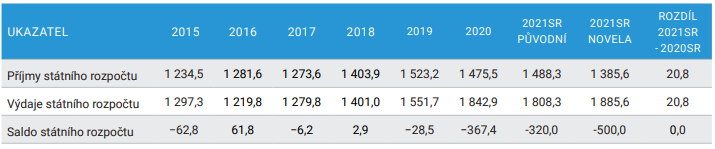 UKAZATEL 2015 2016 2017 2018 2019 2020 2021SR PŮVODNÍ 2021SR NOVELA ROZDÍL 2021SR - 2020SR
Příjmy státního rozpočtu 1 234,5 1 281,6 1 273,6 1 403,9 1 523,2 1 475,5 1 488,3 1 385,6 20,8
Výdaje státního rozpočtu 1 297,3 1 219,8 1 279,8 1 401,0 1 551,7 1 842,9 1 808,3 1 885,6 20,8
Saldo státního rozpočtu −62,8 61,8 −6,2 2,9 −28,5 −367,4 -320,0 -500,0 0,0